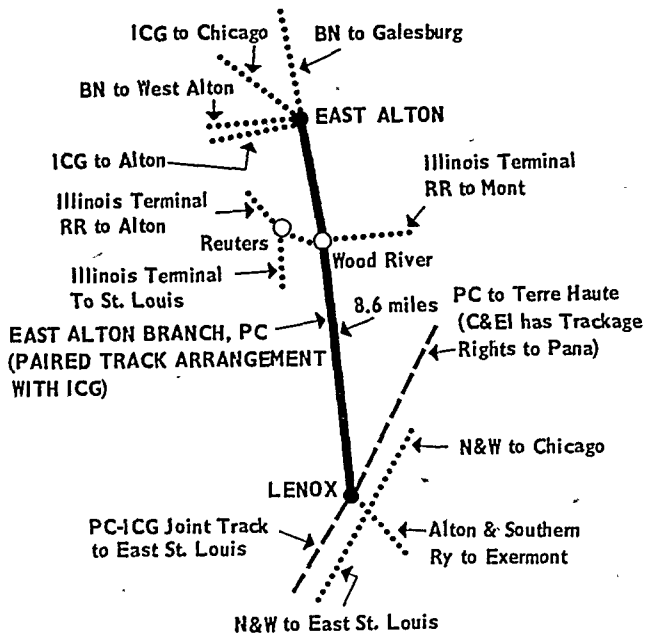 ICG to Chicago
BN to Galesburg
BN to West Alton
EAST ALTON
ICG to Alton
Illinois Terminal
RR to Mont
Illinois Terminal
RR to Alton
Reuters
Wood River
Illinois Terminal
To St. Louis
8.6 miles
PC to Terre Haute
(C&EI has Trackage
Rights to Pana)
EAST ALTON BRANCH, PC
(PAIRED TRACK ARRANGEMENT
WITH ICG)
N&W to Chicago
LENOX
PC-ICG Joint Track
to East St. Louis
Alton & Southern
Ry to Exermont
N&W to East St. Louis